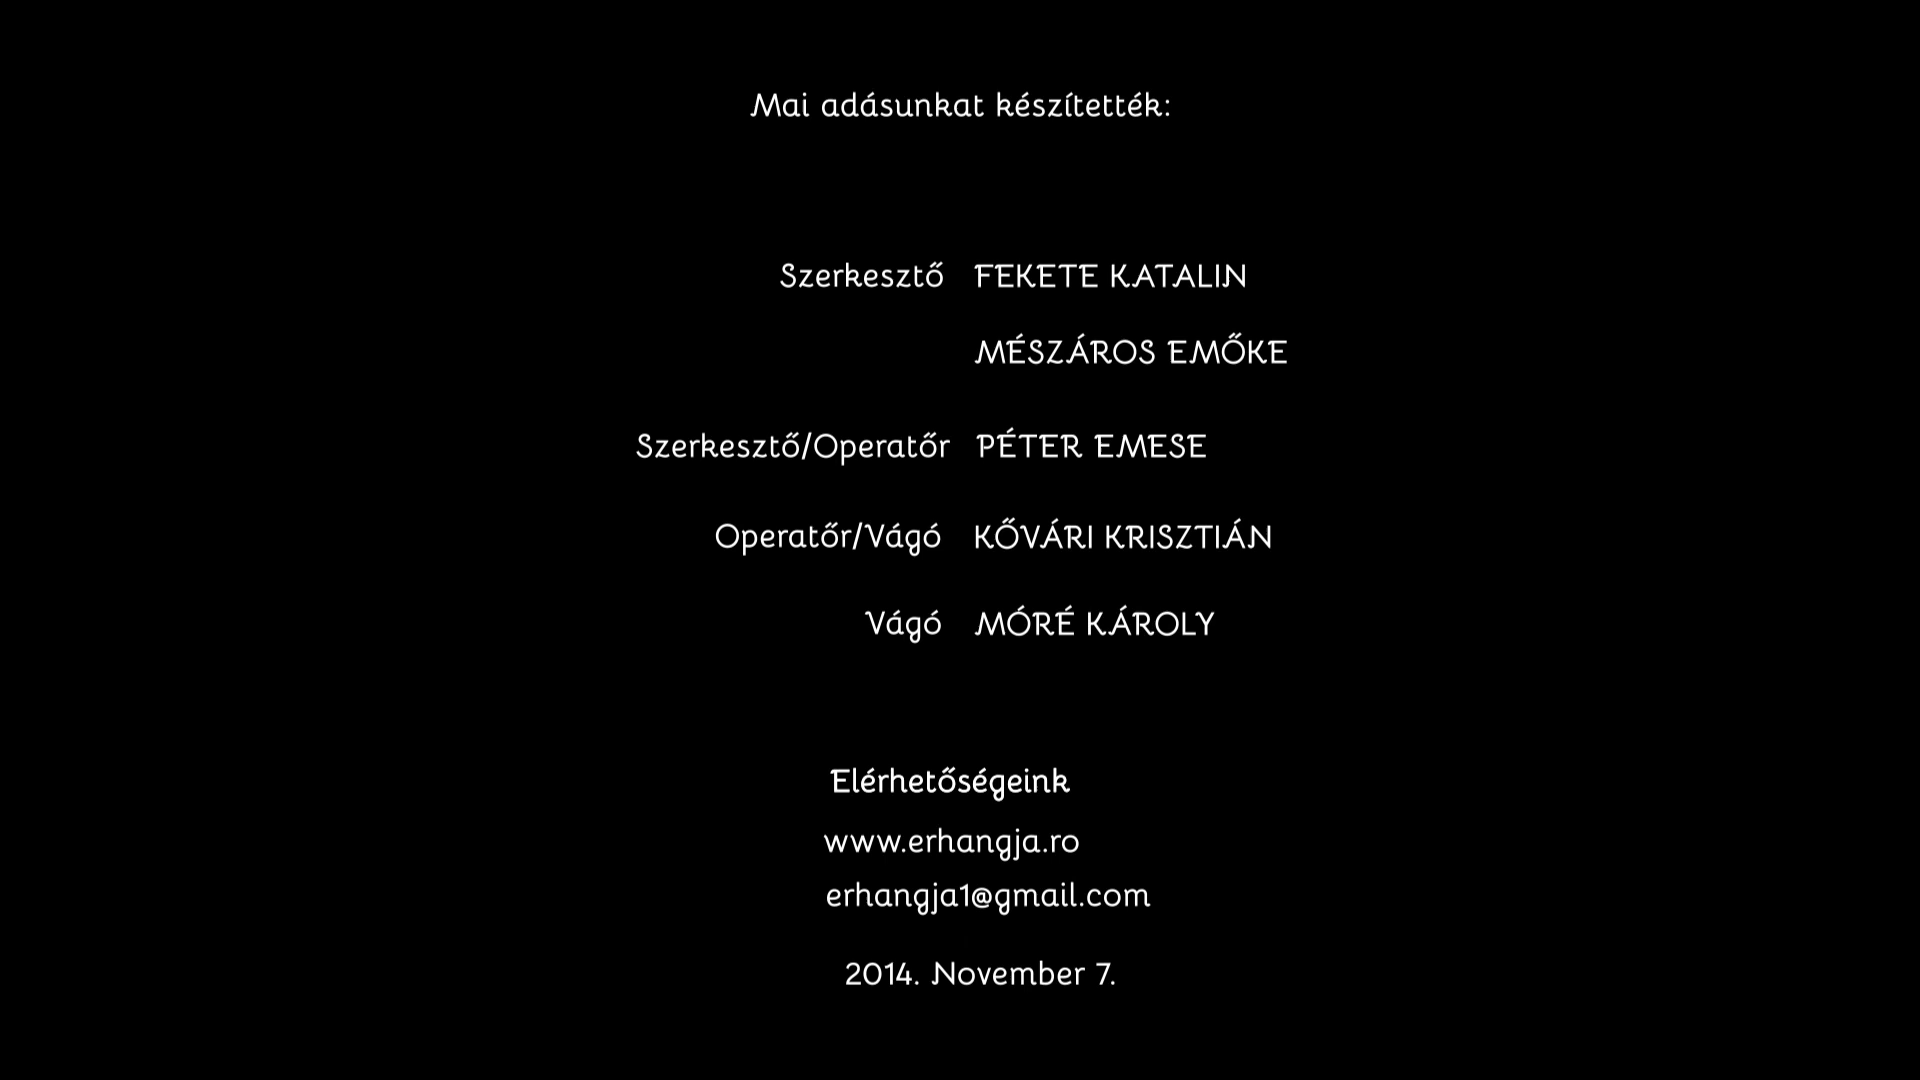 Mai adásunkat készítették:
Szerkesztő FEKETE KATALIN
MÉSZÁROS EMŐKE
Szerkesztő/Operatőr PÉTER EMESE
Operatőr/Vágó KŐVÁRI KRISZTIÁN
Vágó MÓRÉ KÁROLY
Elérhetőségeink
www.erhangja.ro
erhangja1@gmail.com
2014. November 7.